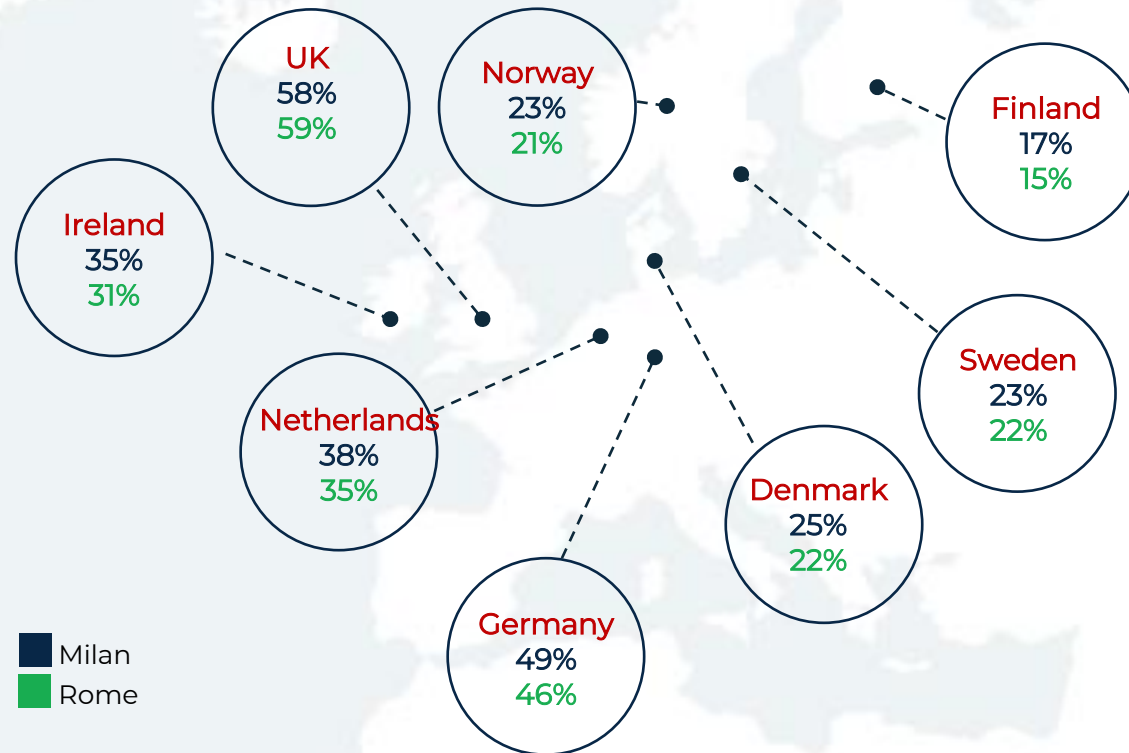 UK
58%
59%
Norway
23%
21%
Finland
17%
15%
Ireland
35%
31%
Netherlands
38%
35%
Sweden
23%
22%
Denmark
25%
22%
Germany
49%
46%
Milan
Rome